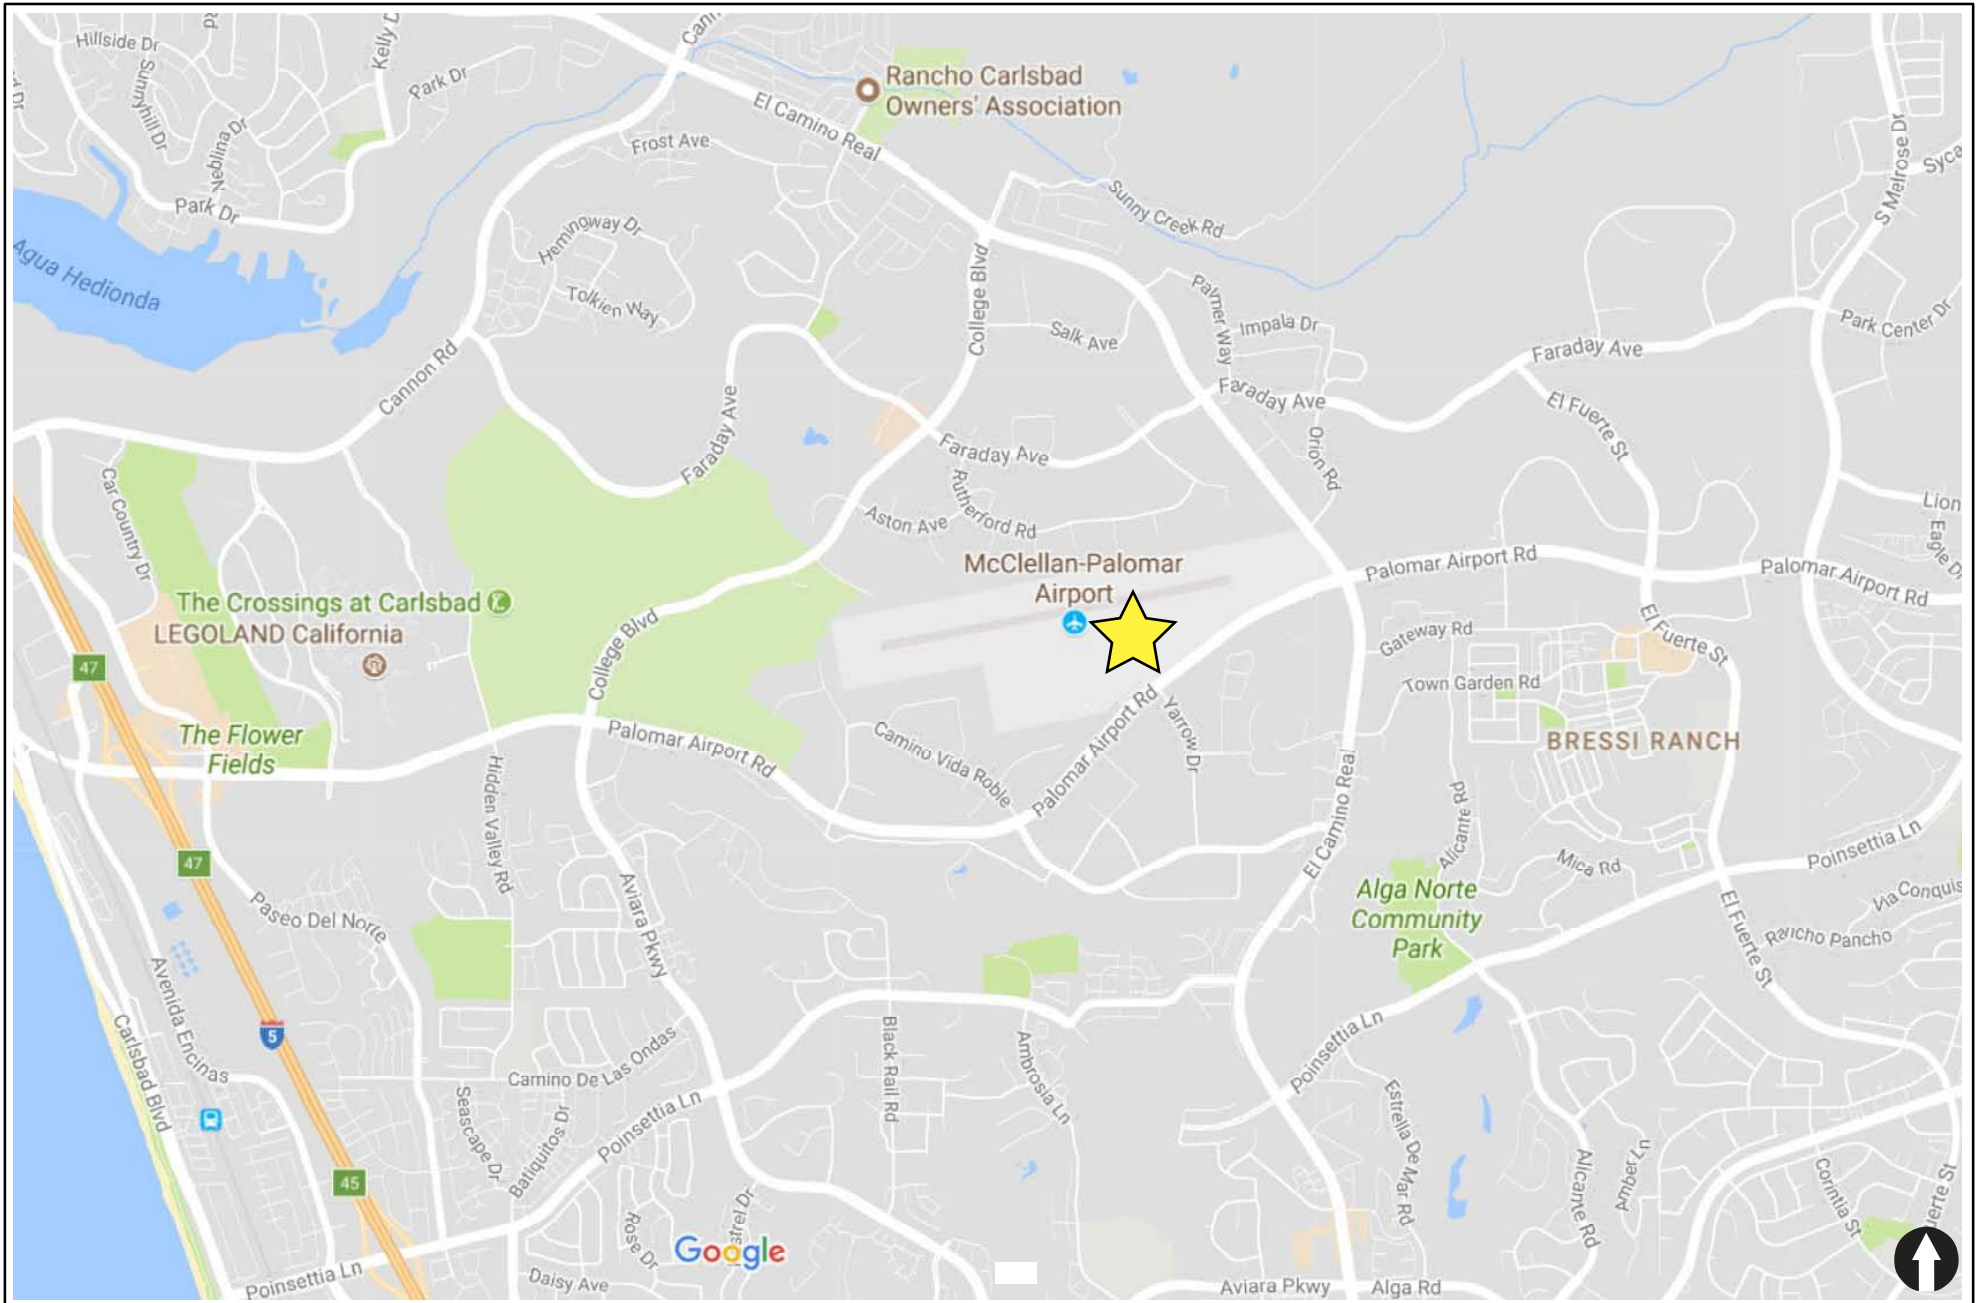 Hillside Dr
Sunnyhill Dr
Kelly D
Park Dr
Neblina Dr
Park Dr
Cann
Rancho Carlsbad
Owners' Association
El Camino Real
Frost Ave
S Melrose Dr
Syca
Sunny Creek Rd
Agua Hedionda
Hemingway Dr
Tolkien Way
College Blvd
Palmer Way
Impala Dr
Salk Ave
Park Center Dr
Faraday Ave
Cannon Rd
Faraday Ave
Faraday Ave
El Fuerte St
Faraday Ave
Orion Rd
Car Country Dr
Rutherford Rd
Aston Ave
Lion
Eagle D
McClellan-Palomar
Airport
Palomar Airport Rd
Palomar Airport Rd
The Crossings at Carlsbad
LEGOLAND California
College Blvd
Gateway Rd
El Fuerte St
47
Town Garden Rd
Yarrow Dr
The Flower
Fields
Palomar Airport Rd
Camino Vida Roble
Palomar Airport Rd
BRESSI RANCH
Hidden Valley Rd
El Camino Real
Alicante Rd
Poinsettia Ln
47
Mica Rd
Alga Norte
Community
Park
Paseo Del Norte
Aviara Pkwy
Via Conquis
Rancho Pancho
El Fuerte St
Avenida Encinas
5
Carlsbad Blvd
Black Rail Rd
Ambrosia Ln
Poinsettia Ln
Camino De Las Ondas
Seascape Dr
Batiquitos Dr
Poinsettia Ln
Estrella De Mar Rd
Alicante Rd
Amber Ln
Corintia St
uerte St
45
Rose Dr
strel Dr
Google
Poinsettia Ln
Daisy Ave
Aviara Pkwy
Alga Rd